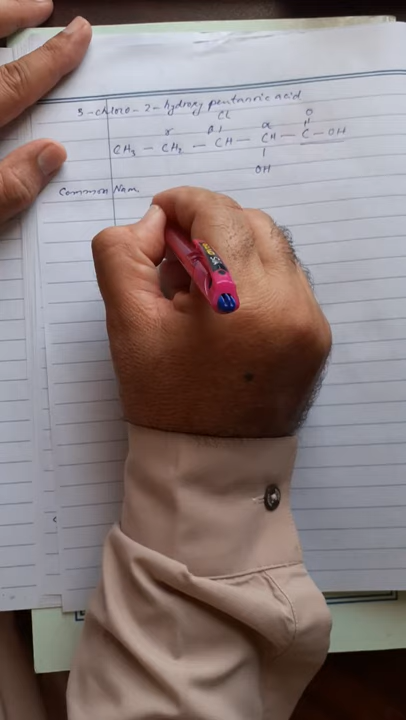 3-chloro-2-hydroxy pentanoic acid
Cl O
γ β | α ||
CH₃ — CH₂ — CH — CH — C — OH
|
OH
Common Nam